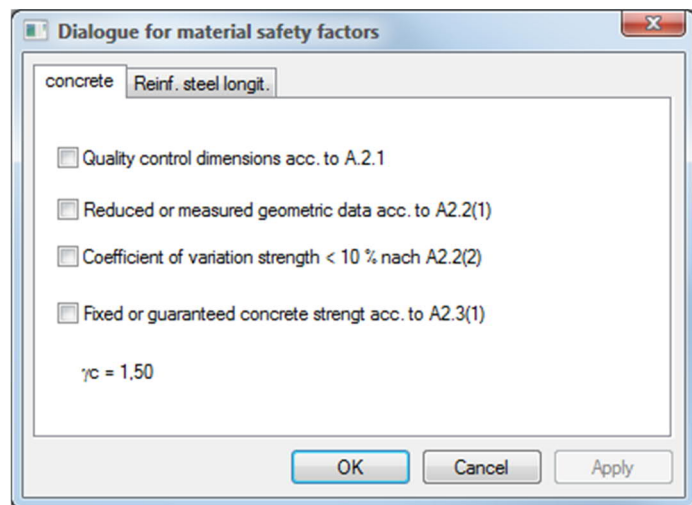 Dialogue for material safety factors
concrete Reinf. steel longit.
Quality control dimensions acc. to A.2.1
Reduced or measured geometric data acc. to A2.2(1)
Coefficient of variation strength < 10 % nach A2.2(2)
Fixed or guaranteed concrete strengt acc. to A2.3(1)
γc = 1,50
OK Cancel Apply